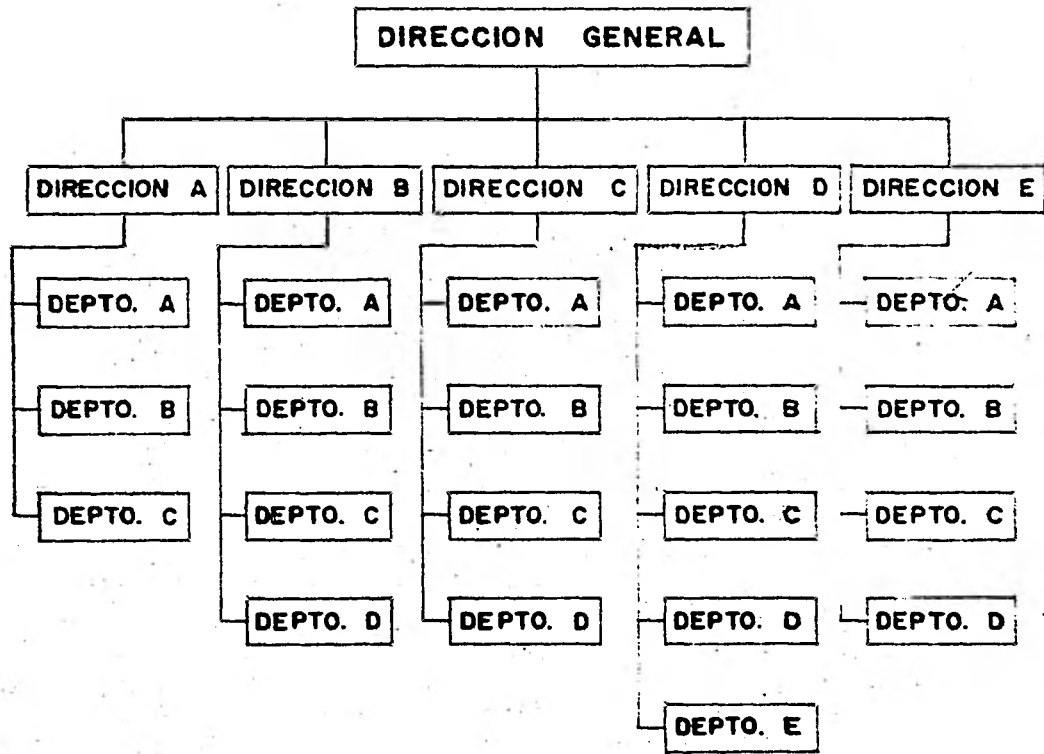 DIRECCION GENERAL
DIRECCION A DIRECCION B DIRECCION C DIRECCION D DIRECCION E
DEPTO. A DEPTO. A DEPTO. A DEPTO. A DEPTO. A
DEPTO. B DEPTO. B DEPTO. B DEPTO. B DEPTO. B
DEPTO. C DEPTO. C DEPTO. C DEPTO. C DEPTO. C
DEPTO. D DEPTO. D DEPTO. D DEPTO. D
DEPTO. E